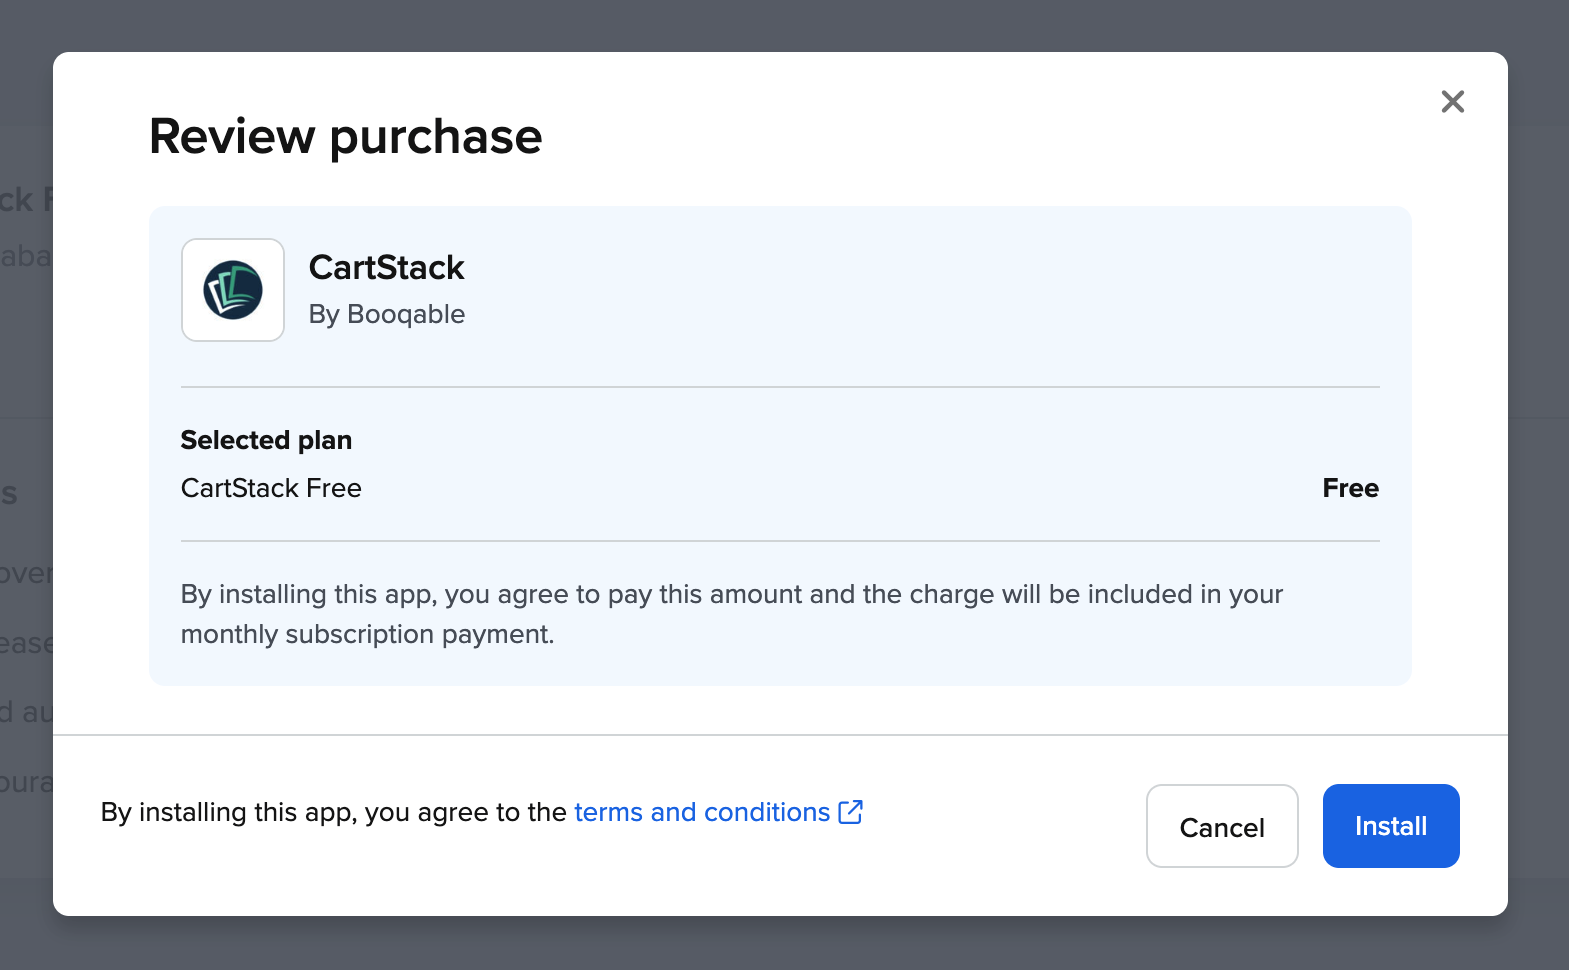 Review purchase
CartStack
By Booqable
Selected plan
CartStack Free
Free
By installing this app, you agree to pay this amount and the charge will be included in your
monthly subscription payment.
By installing this app, you agree to the terms and conditions
Cancel
Install